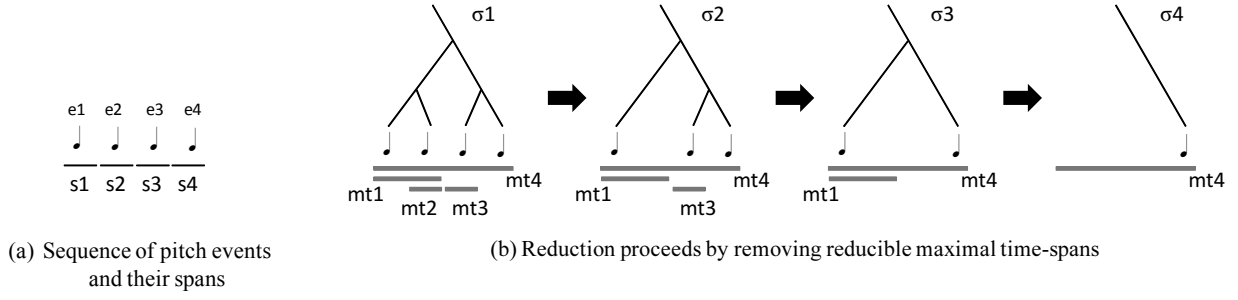 e1 e2 e3 e4
s1 s2 s3 s4
(a) Sequence of pitch events
and their spans
σ1
σ2
σ3
σ4
mt1
mt2
mt3
mt4
mt1
mt3
mt4
mt1
mt4
mt4
(b) Reduction proceeds by removing reducible maximal time-spans